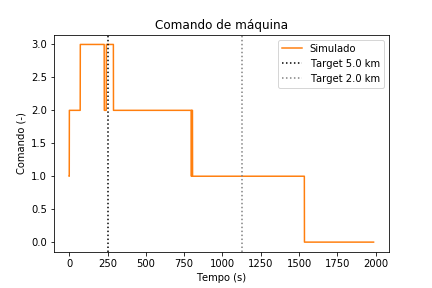 Comando de máquina
Simulado
Target 5.0 km
Target 2.0 km
Comando (-)
3.0
2.5
2.0
1.5
1.0
0.5
0.0
0 250 500 750 1000 1250 1500 1750 2000
Tempo (s)